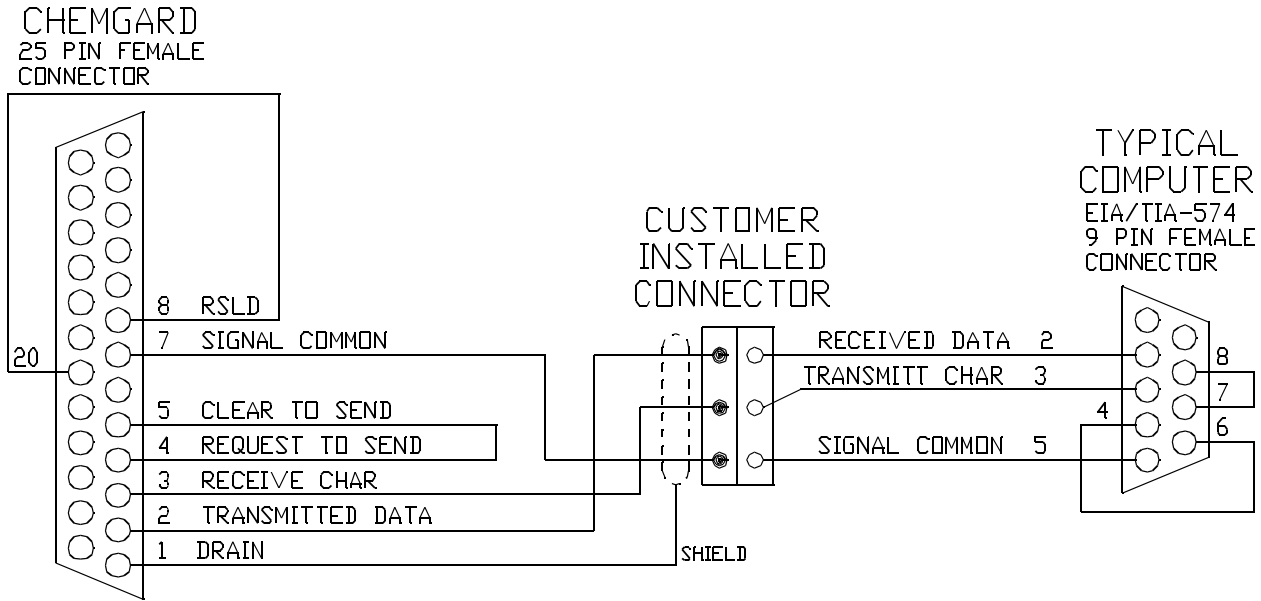 CHEMGARD
25 PIN FEMALE
CONNECTOR
8 RSLD
7 SIGNAL COMMON
20
5 CLEAR TO SEND
4 REQUEST TO SEND
3 RECEIVE CHAR
2 TRANSMITTED DATA
1 DRAIN
SHIELD
CUSTOMER
INSTALLED
CONNECTOR
RECEIVED DATA 2
TRANSMITT CHAR 3
SIGNAL COMMON 5
TYPICAL
COMPUTER
EIA/TIA-574
9 PIN FEMALE
CONNECTOR
4
8
7
6